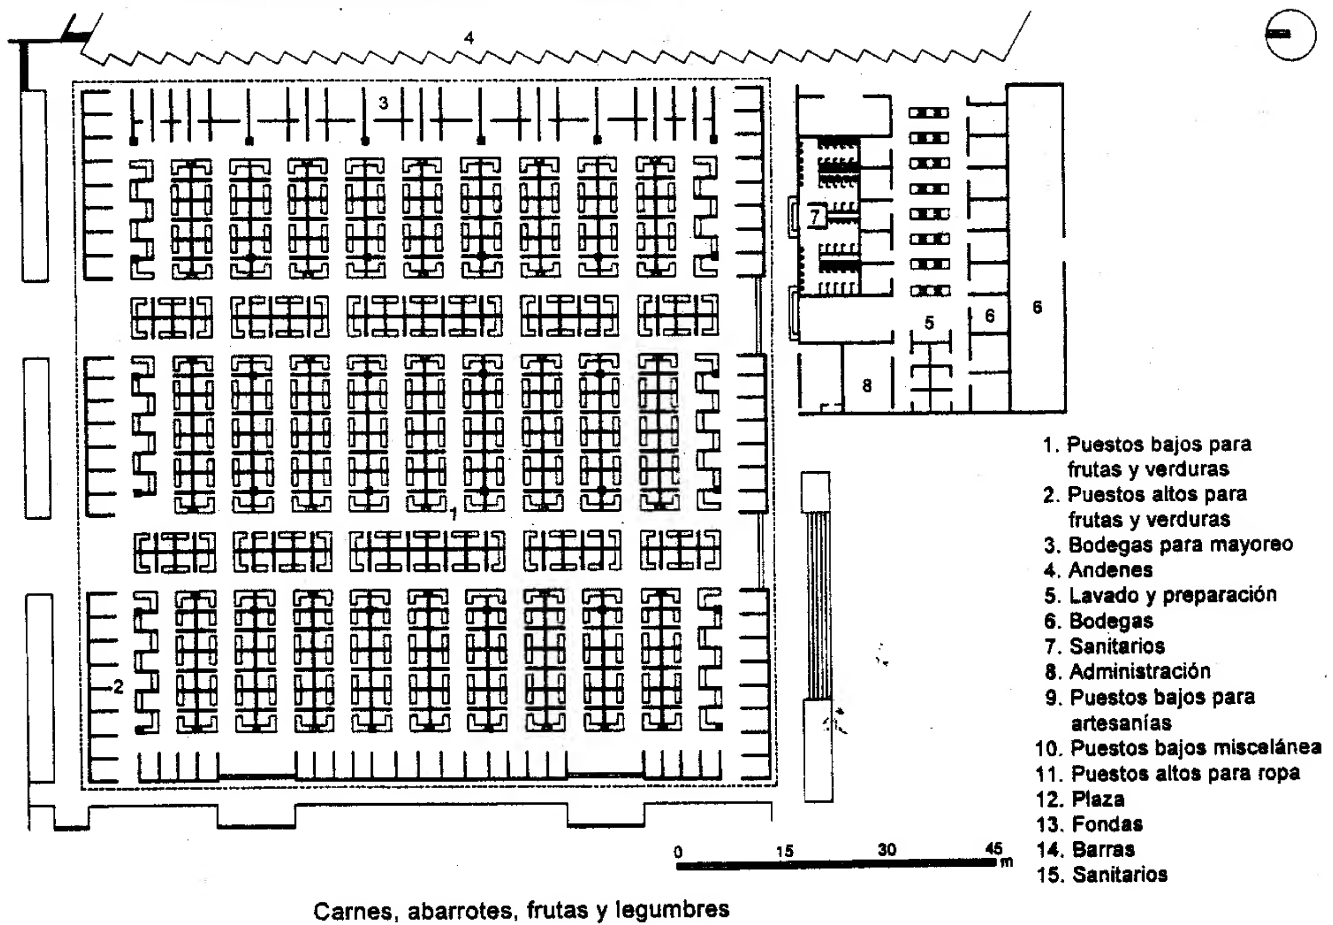 4
3
7
6
6
5
8
1
2
1. Puestos bajos para
frutas y verduras
2. Puestos altos para
frutas y verduras
3. Bodegas para mayoreo
4. Andenes
5. Lavado y preparación
6. Bodegas
7. Sanitarios
8. Administración
9. Puestos bajos para
artesanías
10. Puestos bajos miscelánea
11. Puestos altos para ropa
12. Plaza
13. Fondas
14. Barras
15. Sanitarios
0 15 30 45
m
Carnes, abarrotes, frutas y legumbres